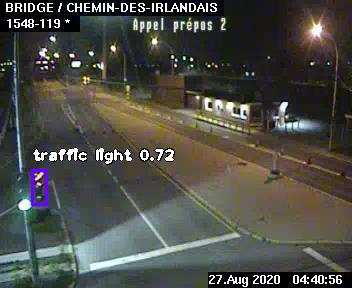 BRIDGE / CHEMIN-DES-IRLANDAIS
1548-119 *
Appel prépos 2
traffic light 0.72
27.Aug 2020 04:40:56